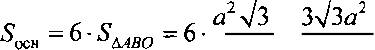 S_осн = 6 · S_ΔABO = 6 · a²√3 3√3a²